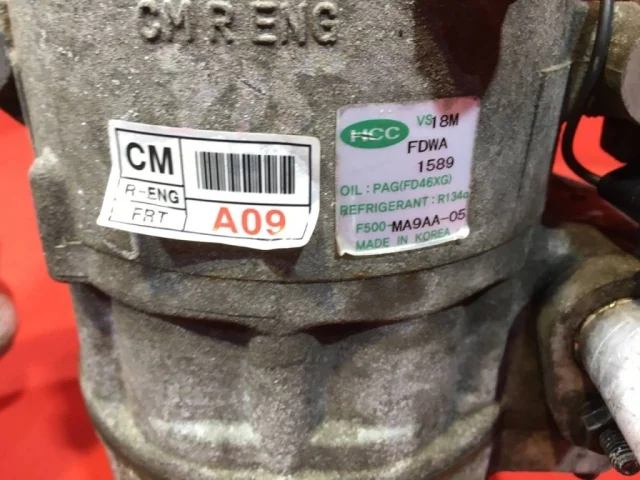 CM R ENG
CM
R-ENG
FRT
A09
HCC
VS18M
FDWA
1589
OIL : PAG(FD46XG)
REFRIGERANT : R134a
F500-MA9AA-05
MADE IN KOREA